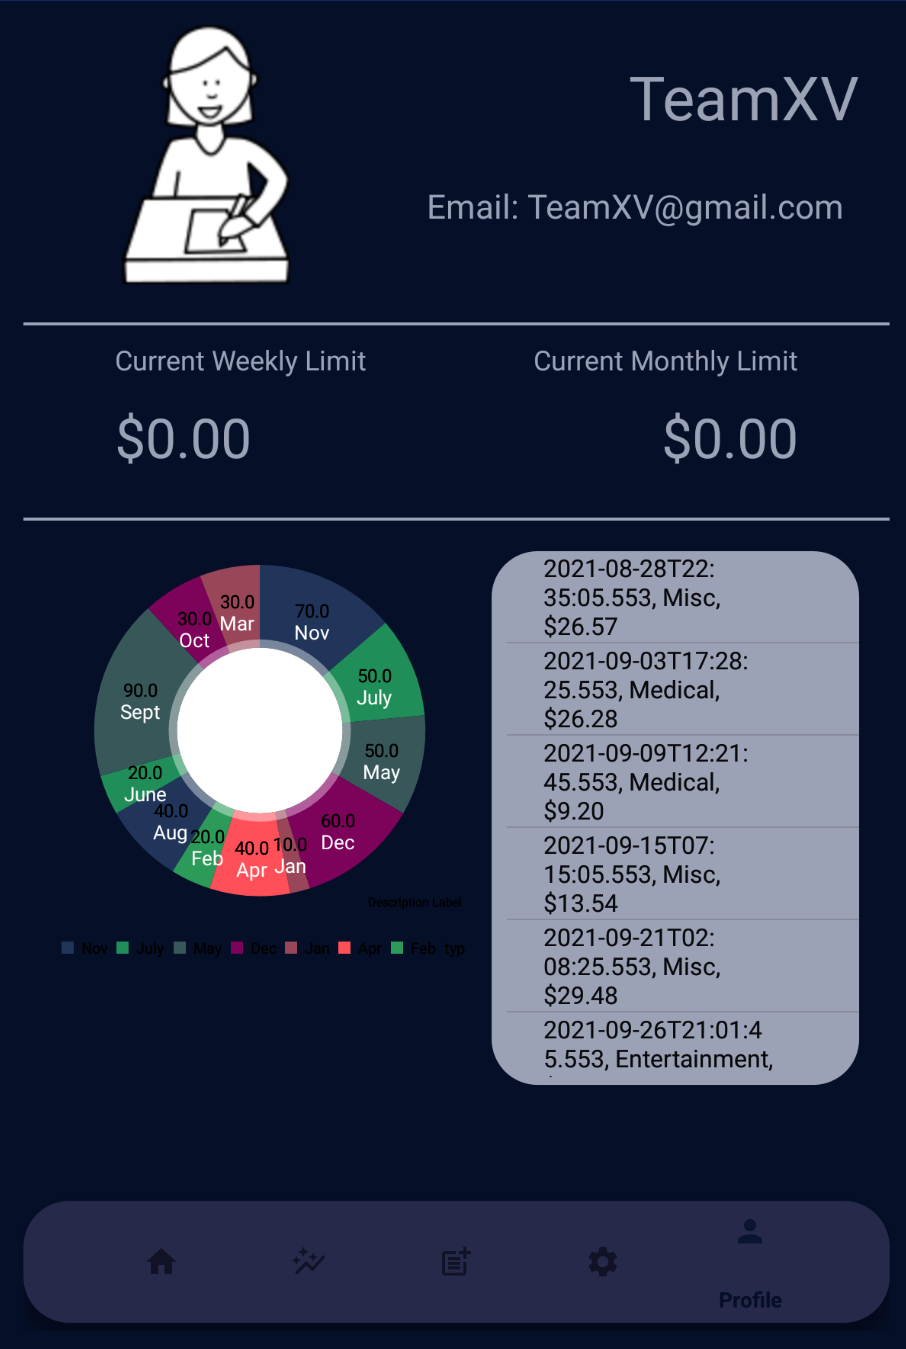 TeamXV
Email: TeamXV@gmail.com
Current Weekly Limit
Current Monthly Limit
$0.00
$0.00
30.0
Mar
70.0
Nov
30.0
Oct
50.0
July
90.0
Sept
50.0
May
20.0
June
40.0
Aug
60.0
Dec
20.0
Feb
40.0
Apr
10.0
Jan
Description Label
Nov July May Dec Jan Apr Feb typ
2021-08-28T22:
35:05.553, Misc,
$26.57
2021-09-03T17:28:
25.553, Medical,
$26.28
2021-09-09T12:21:
45.553, Medical,
$9.20
2021-09-15T07:
15:05.553, Misc,
$13.54
2021-09-21T02:
08:25.553, Misc,
$29.48
2021-09-26T21:01:4
5.553, Entertainment,
Profile